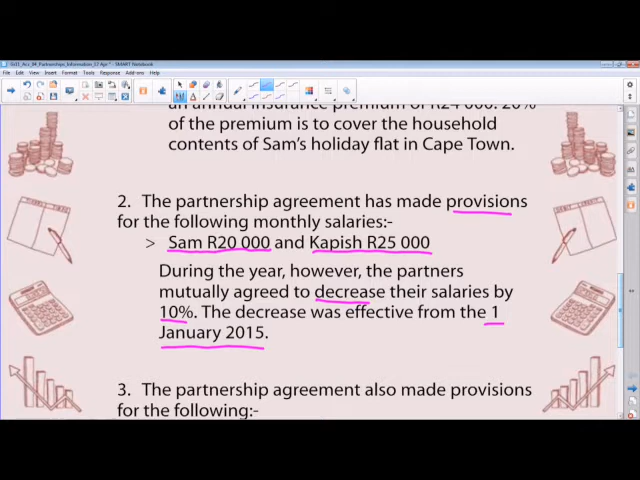 Gr11_Acc_04_Partnerships_Information_27 Apr * - SMART Notebook
File Edit View Insert Format Tools Response Add-ons Help
an annual insurance premium of R24 000. 20%
of the premium is to cover the household
contents of Sam's holiday flat in Cape Town.
2. The partnership agreement has made provisions
for the following monthly salaries:-
> Sam R20 000 and Kapish R25 000
During the year, however, the partners
mutually agreed to decrease their salaries by
10%. The decrease was effective from the 1
January 2015.
3. The partnership agreement also made provisions
for the following:-